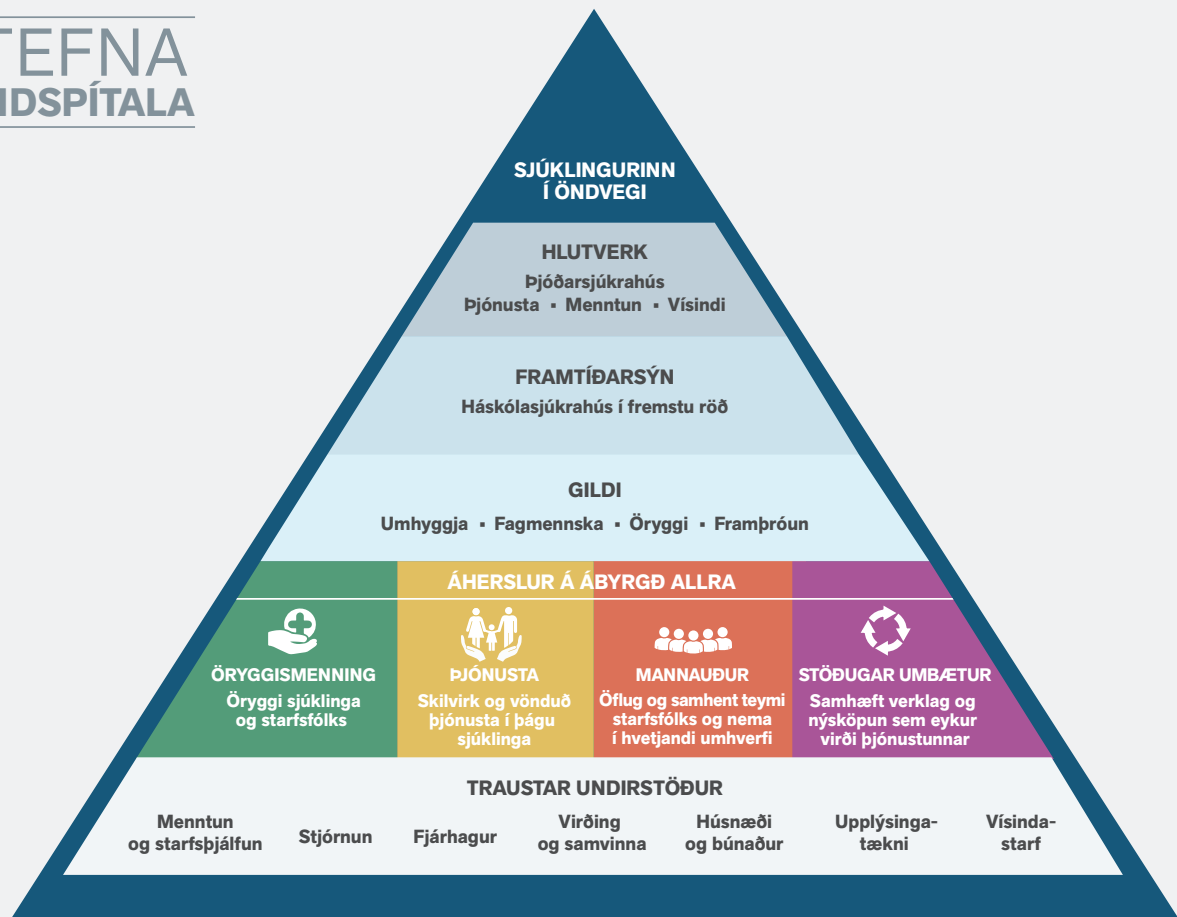 TEFNA
NDSPÍTALA
SJÚKLINGURINN
Í ÖNDVEGI
HLUTVERK
Þjóðarsjúkrahús
Þjónusta ▪ Menntun ▪ Vísindi
FRAMTÍÐARSÝN
Háskólasjúkrahús í fremstu röð
GILDI
Umhyggja ▪ Fagmennska ▪ Öryggi ▪ Framþróun
ÁHERSLUR Á ÁBYRGÐ ALLRA
ÖRYGGISMENNING
Öryggi sjúklinga
og starfsfólks
ÞJÓNUSTA
Skilvirk og vönduð
þjónusta í þágu
sjúklinga
MANNAUÐUR
Öflug og samhent teymi
starfsfólks og nema
í hvetjandi umhverfi
STÖÐUGAR UMBÆTUR
Samhæft verklag og
nýsköpun sem eykur
virði þjónustunnar
TRAUSTAR UNDIRSTÖÐUR
Menntun
og starfsþjálfun
Stjórnun
Fjárhagur
Virðing
og samvinna
Húsnæði
og búnaður
Upplýsinga-
tækni
Vísinda-
starf